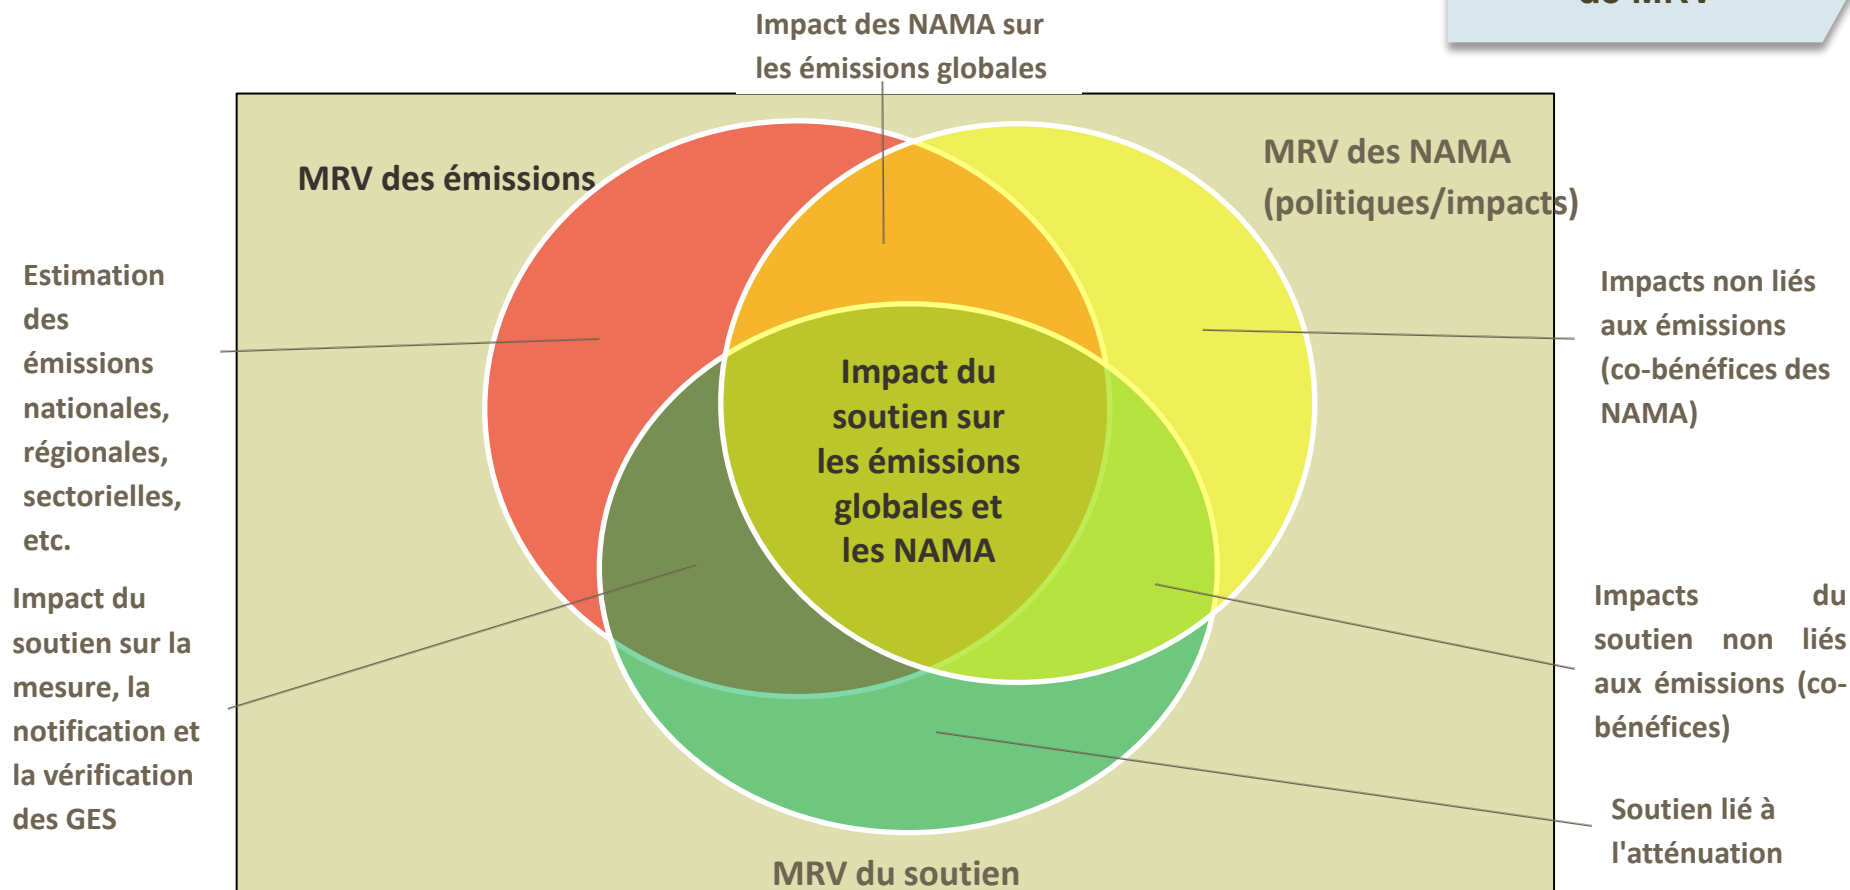 de MRV
Impact des NAMA sur
les émissions globales
MRV des émissions
MRV des NAMA
(politiques/impacts)
Estimation
des
émissions
nationales,
régionales,
sectorielles,
etc.
Impact du
soutien sur la
mesure, la
notification et
la vérification
des GES
Impact du
soutien sur
les émissions
globales et
les NAMA
Impacts non liés
aux émissions
(co-bénéfices des
NAMA)
Impacts du
soutien non liés
aux émissions (co-
bénéfices)
Soutien lié à
l'atténuation
MRV du soutien